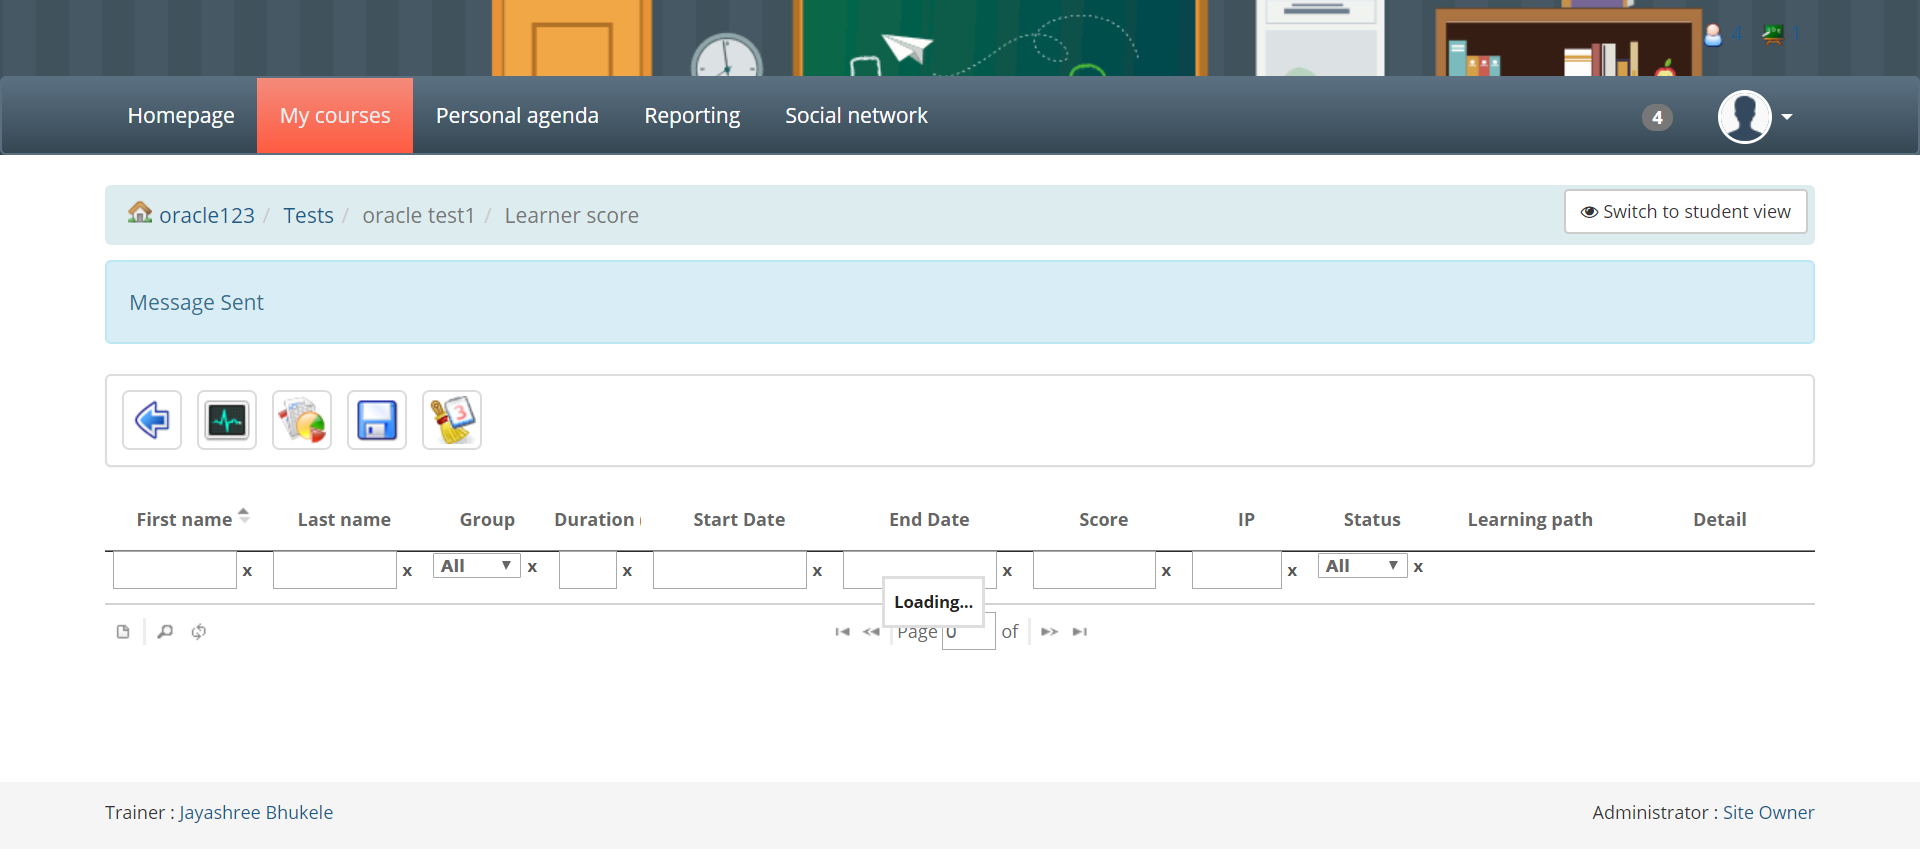 4 1
Homepage My courses Personal agenda Reporting Social network 4
oracle123 / Tests / oracle test1 / Learner score Switch to student view
Message Sent
3
First name Last name Group Duration ( Start Date End Date Score IP Status Learning path Detail
x x All x x x x x x All x
Loading...
Page 0 of
Trainer : Jayashree Bhukele Administrator : Site Owner